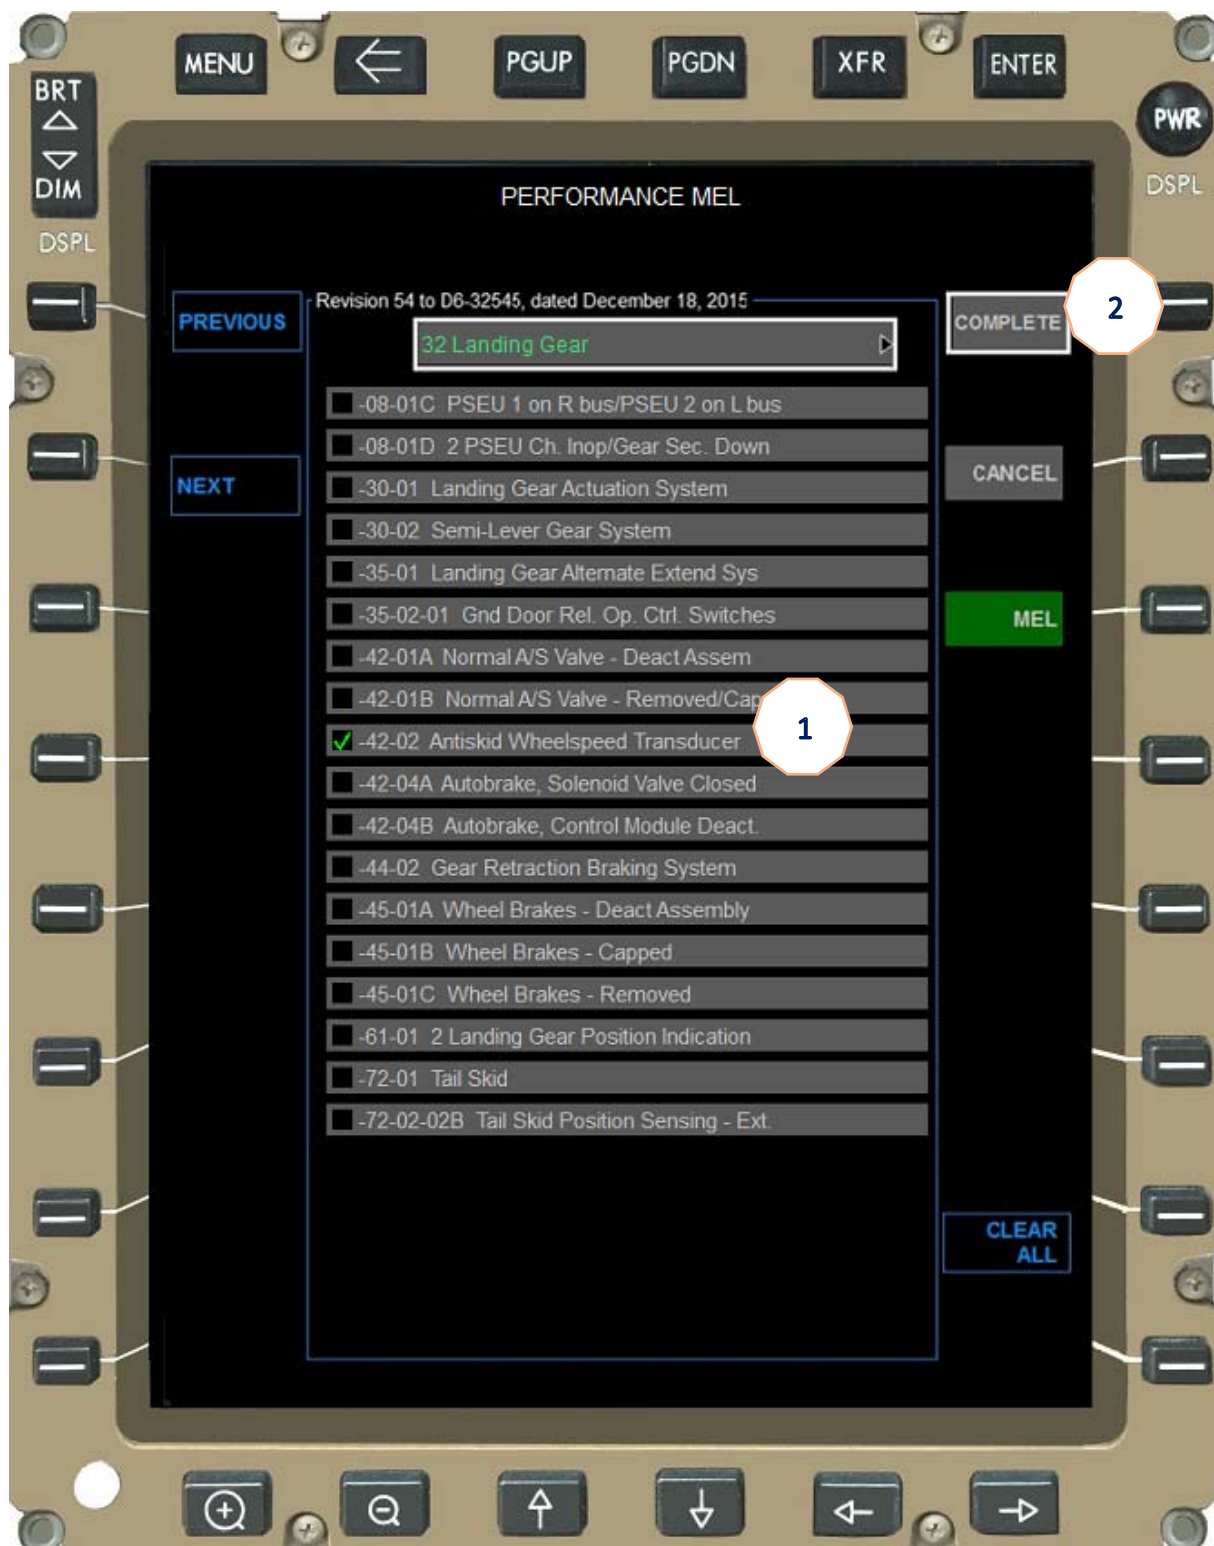 MENU
PGUP
PGDN
XFR
ENTER
BRT
DIM
DSPL
PWR
DSPL
PERFORMANCE MEL
PREVIOUS
NEXT
Revision 54 to D6-32545, dated December 18, 2015
32 Landing Gear
-08-01C PSEU 1 on R bus/PSEU 2 on L bus
-08-01D 2 PSEU Ch. Inop/Gear Sec. Down
-30-01 Landing Gear Actuation System
-30-02 Semi-Lever Gear System
-35-01 Landing Gear Alternate Extend Sys
-35-02-01 Gnd Door Rel. Op. Ctrl. Switches
-42-01A Normal A/S Valve - Deact Assem
-42-01B Normal A/S Valve - Removed/Cap
-42-02 Antiskid Wheelspeed Transducer
1
-42-04A Autobrake, Solenoid Valve Closed
-42-04B Autobrake, Control Module Deact.
-44-02 Gear Retraction Braking System
-45-01A Wheel Brakes - Deact Assembly
-45-01B Wheel Brakes - Capped
-45-01C Wheel Brakes - Removed
-61-01 2 Landing Gear Position Indication
-72-01 Tail Skid
-72-02-02B Tail Skid Position Sensing - Ext.
COMPLETE
2
CANCEL
MEL
CLEAR
ALL